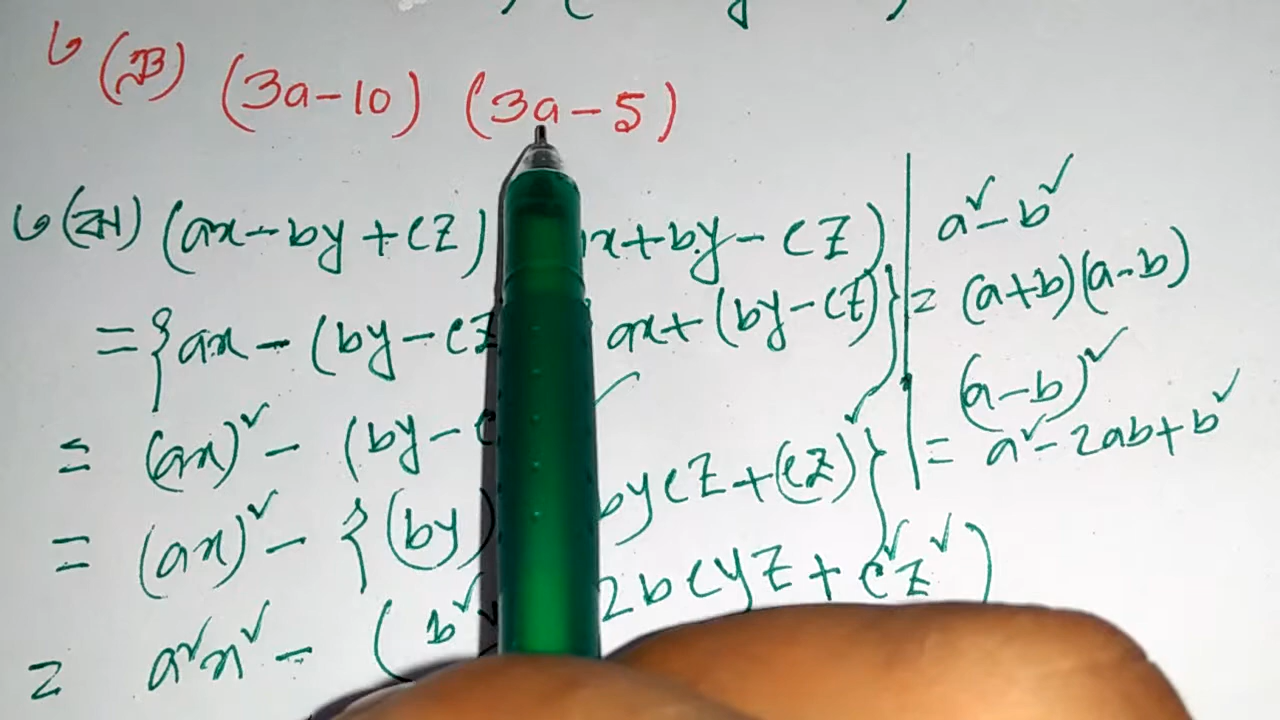 ৬ (ঞ) (3a-10) (3a-5)
৬ (ঝ) (ax-by+cz) x+by-cz)
={ax-(by-cz ax+(by-cz)}
= (ax)² - (by-c
= (ax)² - {(by) bycz+(cz)²}
= a²x² - (b² 2bcyz+c²z²)
a²-b²
= (a+b)(a-b)
(a-b)²
= a²-2ab+b²